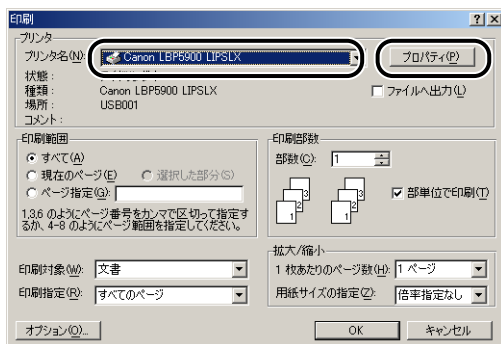 印刷
プリンタ
プリンタ名(N):
Canon LBP5900 LIPSLX
プロパティ(P)
状態:
種類: Canon LBP5900 LIPSLX
場所: USB001
コメント:
ファイルへ出力(L)
印刷範囲
すべて(A)
現在のページ(E)
選択した部分(S)
ページ指定(G):
1,3,6 のようにページ番号をカンマで区切って指定す
るか、4-8 のようにページ範囲を指定してください。
印刷部数
部数(C): 1
部単位で印刷(T)
1
2
3
1
2
3
印刷対象(W): 文書
印刷指定(R): すべてのページ
拡大/縮小
1 枚あたりのページ数(H): 1 ページ
用紙サイズの指定(Z): 倍率指定なし
オプション(O)...
OK
キャンセル